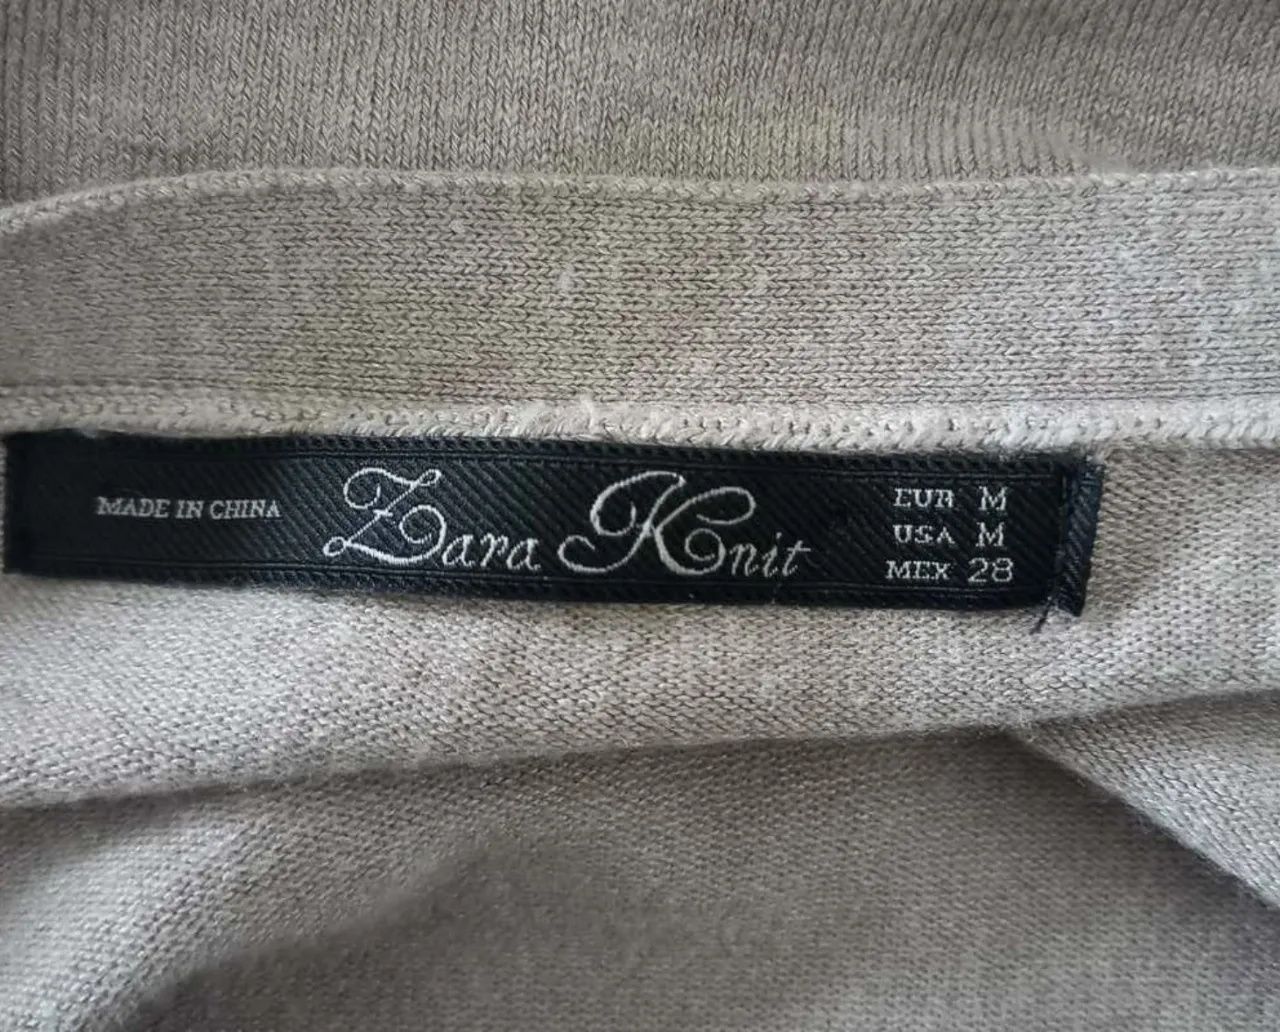 MADE IN CHINA
Zara Knit
EUR M
USA M
MEX 28